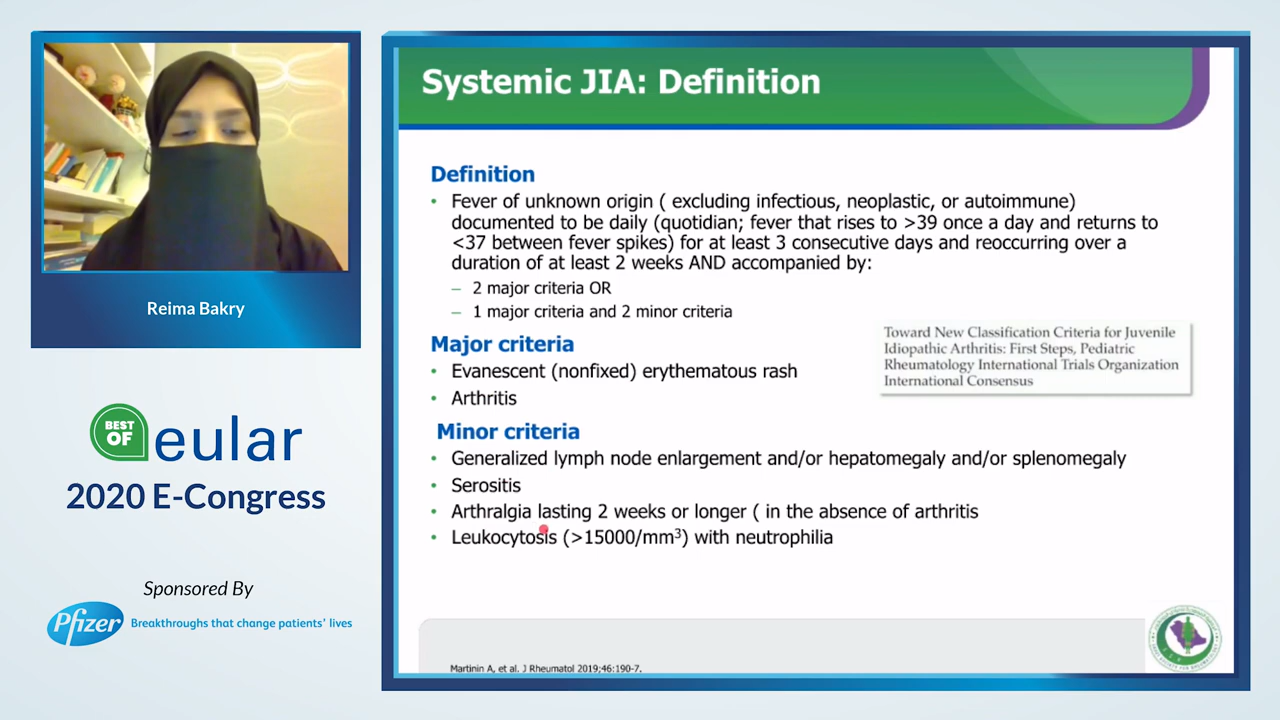 Reima Bakry
BEST
OF
eular
2020 E-Congress
Sponsored By
Pfizer
Breakthroughs that change patients' lives
Systemic JIA: Definition
Definition
• Fever of unknown origin ( excluding infectious, neoplastic, or autoimmune)
documented to be daily (quotidian; fever that rises to >39 once a day and returns to
<37 between fever spikes) for at least 3 consecutive days and reoccurring over a
duration of at least 2 weeks AND accompanied by:
– 2 major criteria OR
– 1 major criteria and 2 minor criteria
Major criteria
• Evanescent (nonfixed) erythematous rash
• Arthritis
Toward New Classification Criteria for Juvenile
Idiopathic Arthritis: First Steps, Pediatric
Rheumatology International Trials Organization
International Consensus
Minor criteria
• Generalized lymph node enlargement and/or hepatomegaly and/or splenomegaly
• Serositis
• Arthralgia lasting 2 weeks or longer ( in the absence of arthritis
• Leukocytosis (>15000/mm³) with neutrophilia
Martinin A, et al. J Rheumatol 2019;46:190-7.